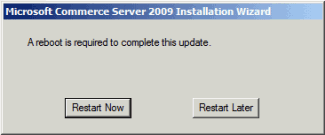 Microsoft Commerce Server 2009 Installation Wizard
A reboot is required to complete this update.
Restart Now
Restart Later